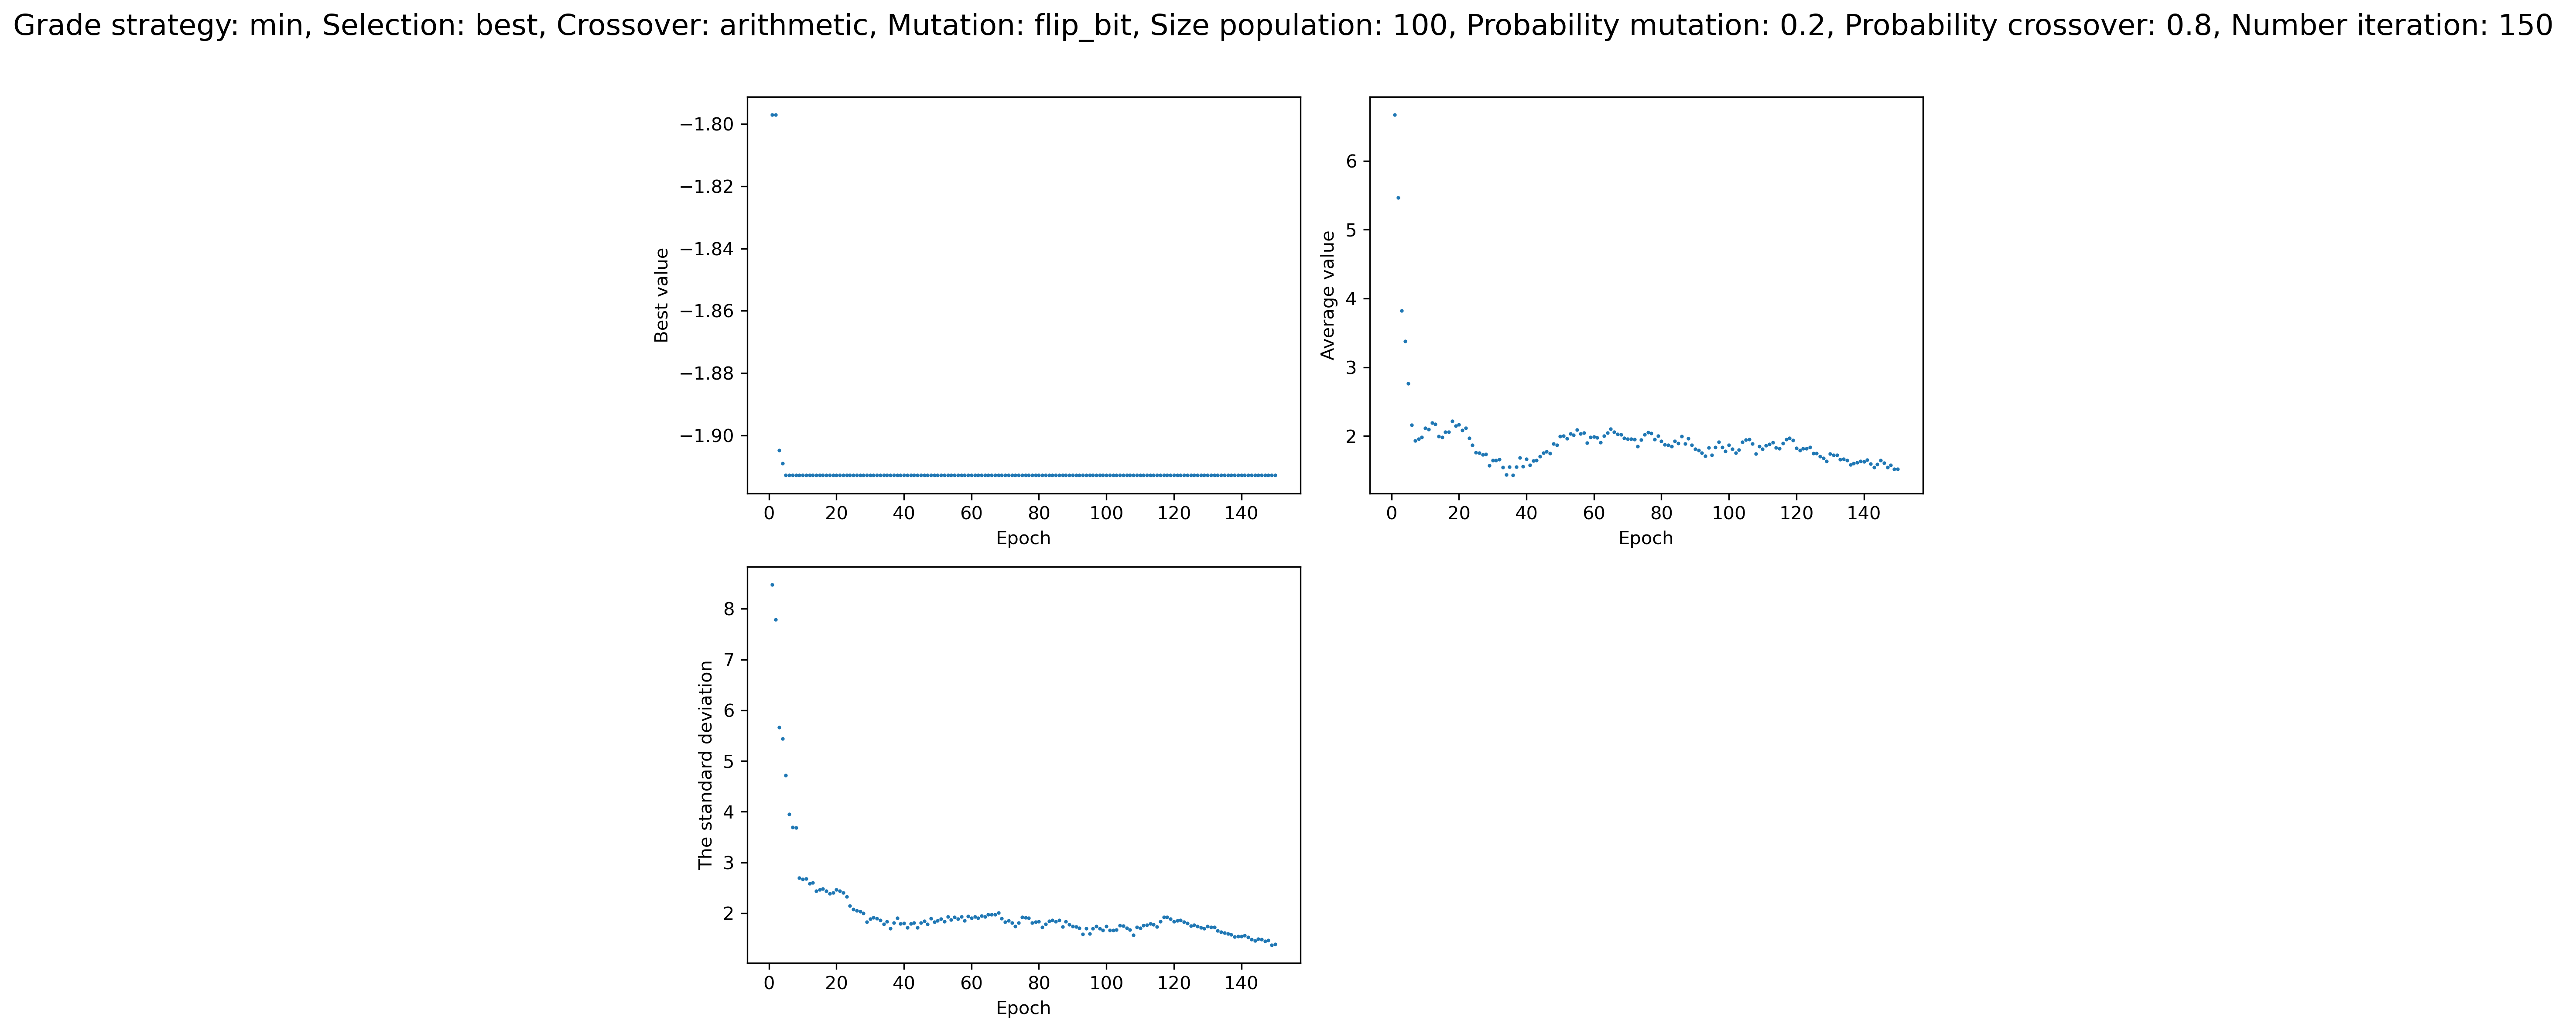 Grade strategy: min, Selection: best, Crossover: arithmetic, Mutation: flip_bit, Size population: 100, Probability mutation: 0.2, Probability crossover: 0.8, Number iteration: 150
Best value
−1.80
−1.82
−1.84
−1.86
−1.88
−1.90
0 20 40 60 80 100 120 140
Epoch
Average value
6
5
4
3
2
0 20 40 60 80 100 120 140
Epoch
The standard deviation
8
7
6
5
4
3
2
0 20 40 60 80 100 120 140
Epoch